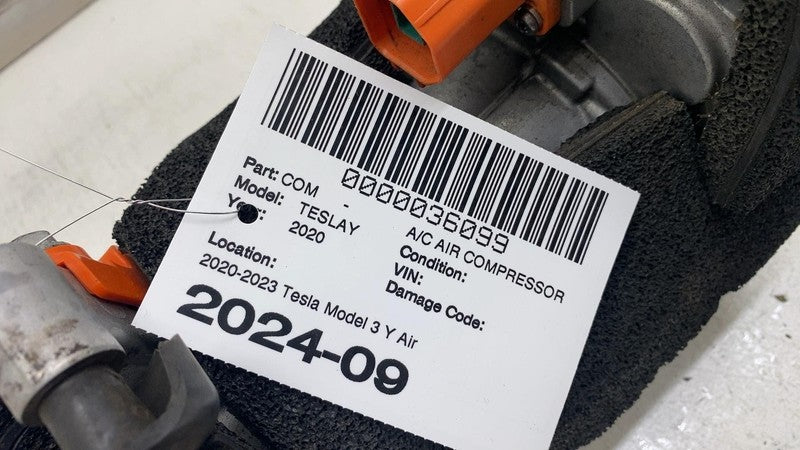 0000036099
Part: COM - A/C AIR COMPRESSOR
Model: TESLAY Condition:
2020 VIN:
Location: Damage Code:
2020-2023 Tesla Model 3 Y Air
2024-09